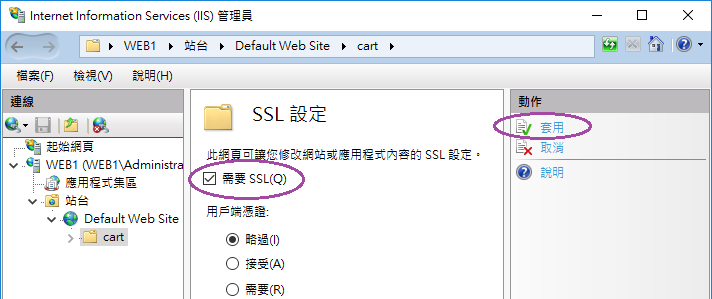 Internet Information Services (IIS) 管理員
WEB1 站台 Default Web Site cart
檔案(F) 檢視(V) 說明(H)
連線
起始網頁
WEB1 (WEB1\Administra
應用程式集區
站台
Default Web Site
cart
SSL 設定
此網頁可讓您修改網站或應用程式內容的 SSL 設定。
需要 SSL(Q)
用戶端憑證:
略過(I)
接受(A)
需要(R)
動作
套用
取消
說明